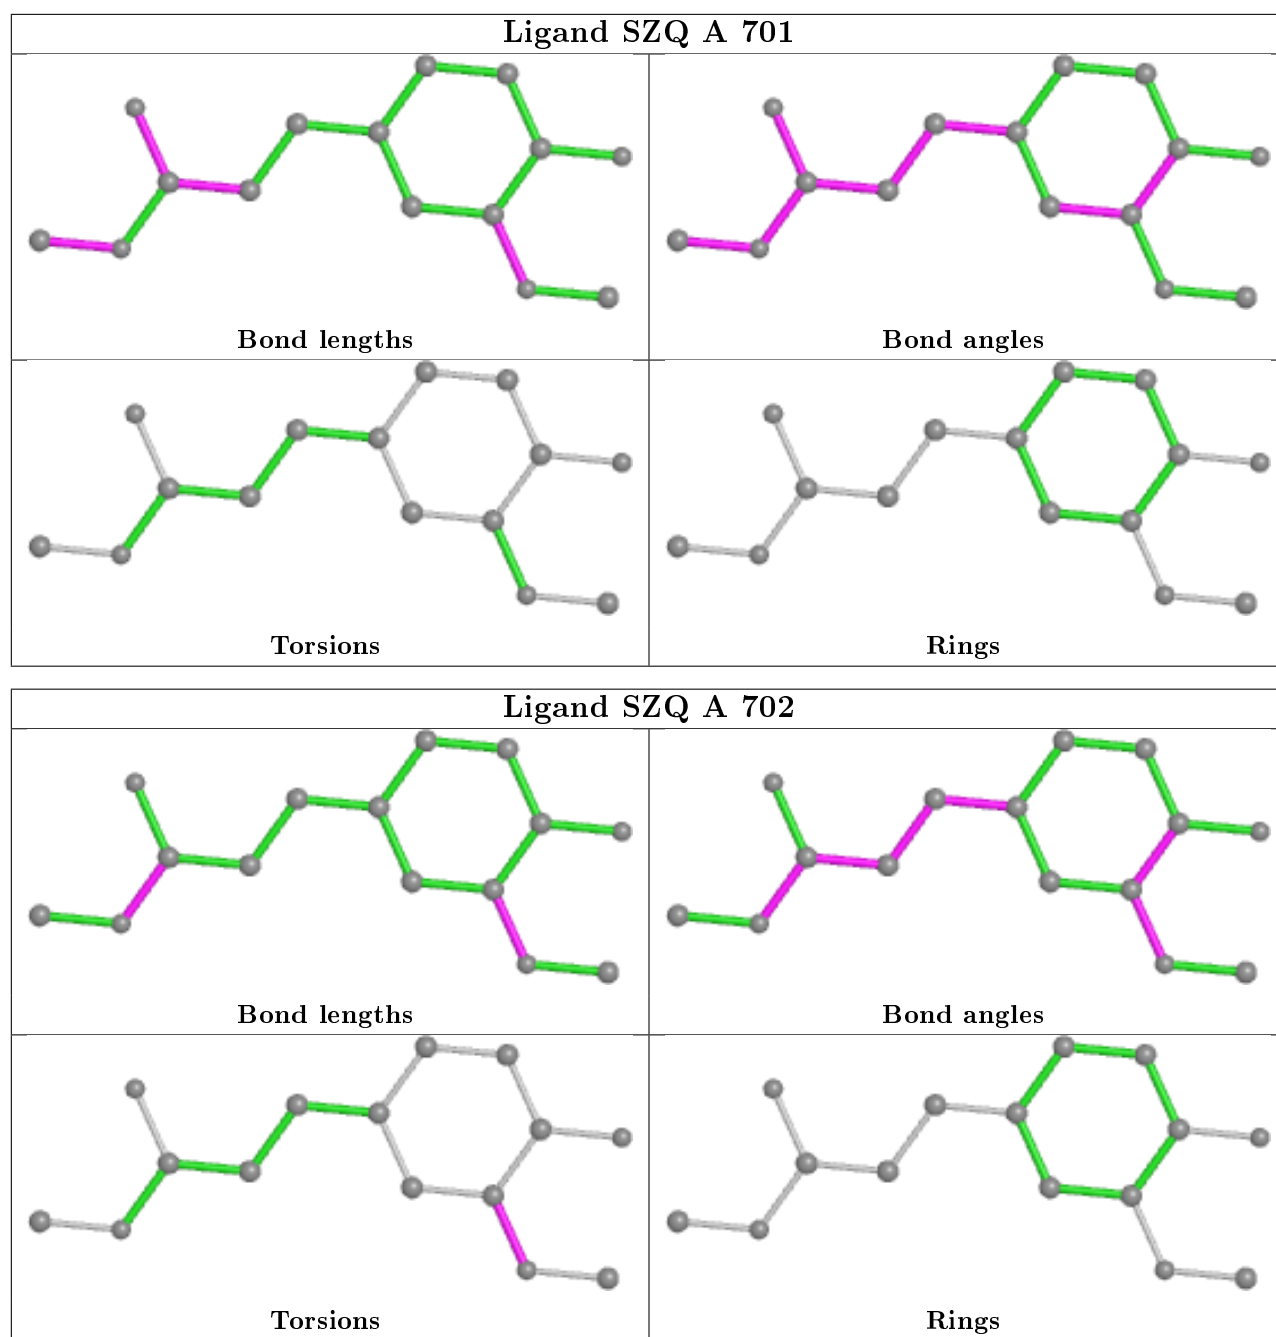 Ligand SZQ A 701
Bond lengths
Bond angles
Torsions
Rings
Ligand SZQ A 702
Bond lengths
Bond angles
Torsions
Rings